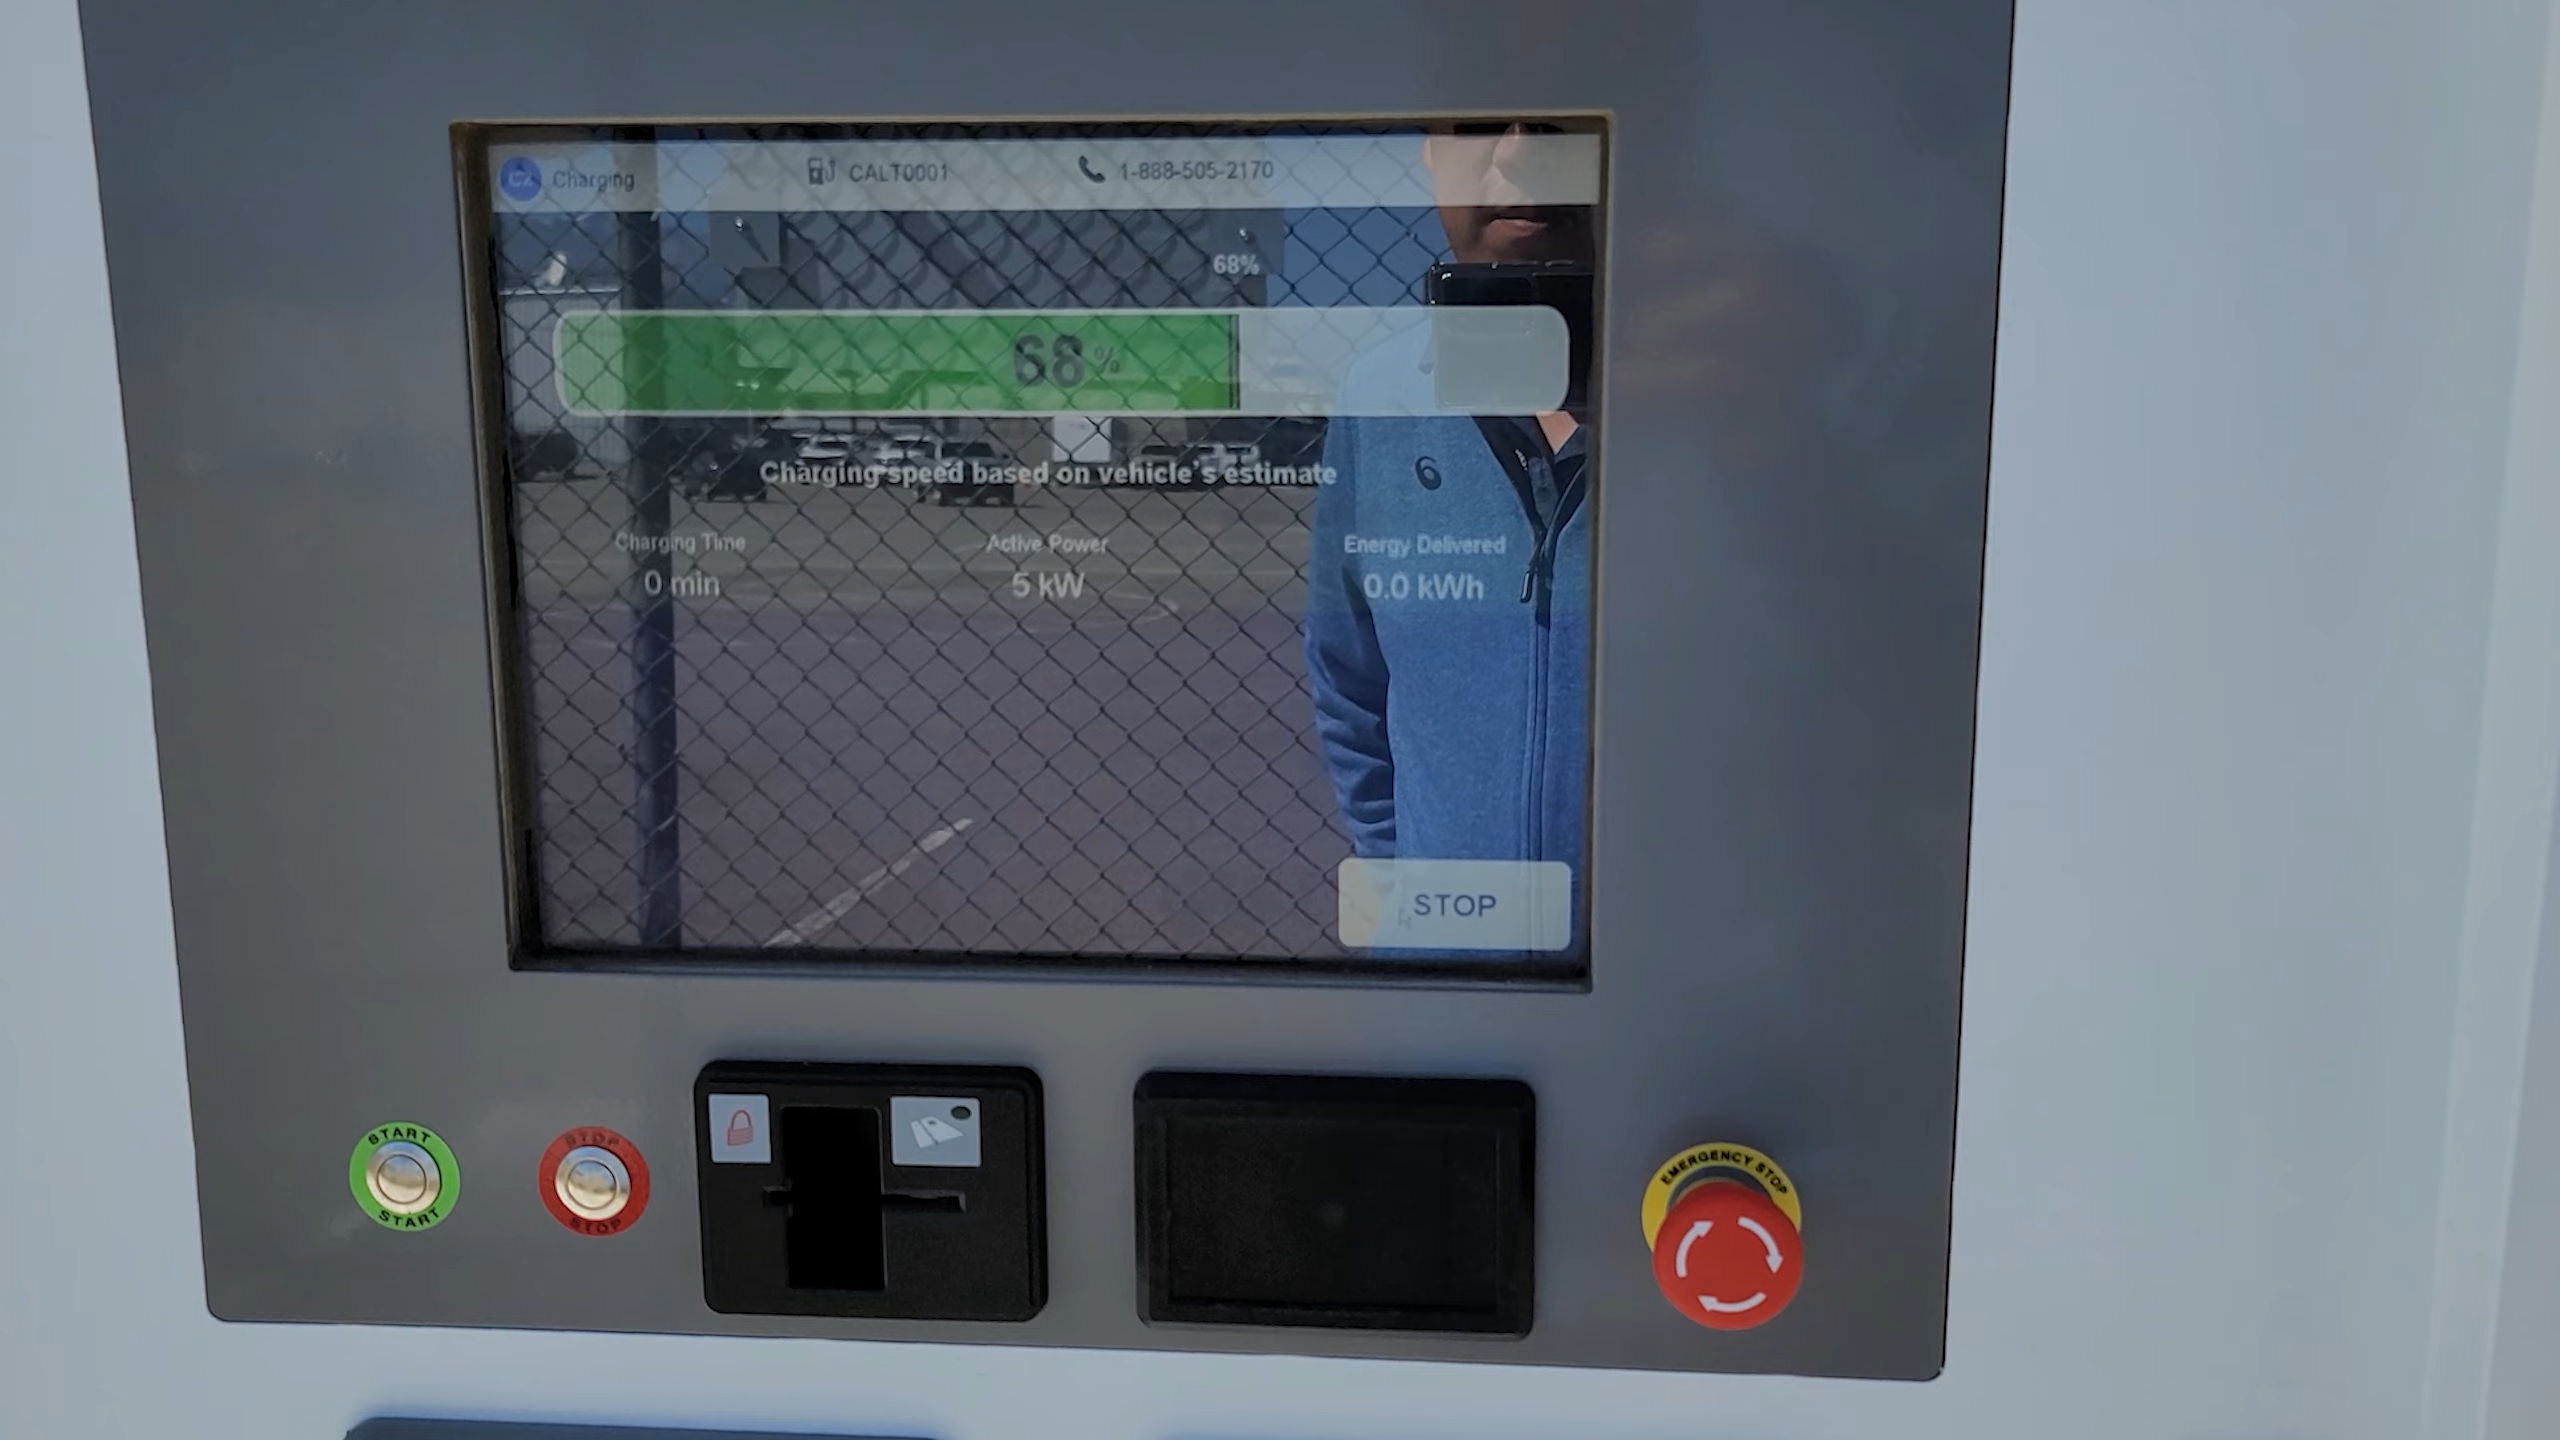 C2 Charging
CALT0001
1-888-505-2170
68%
68 %
Charging speed based on vehicle's estimate
Charging Time
0 min
Active Power
5 kW
Energy Delivered
0.0 kWh
STOP
START
START
STOP
STOP
EMERGENCY STOP